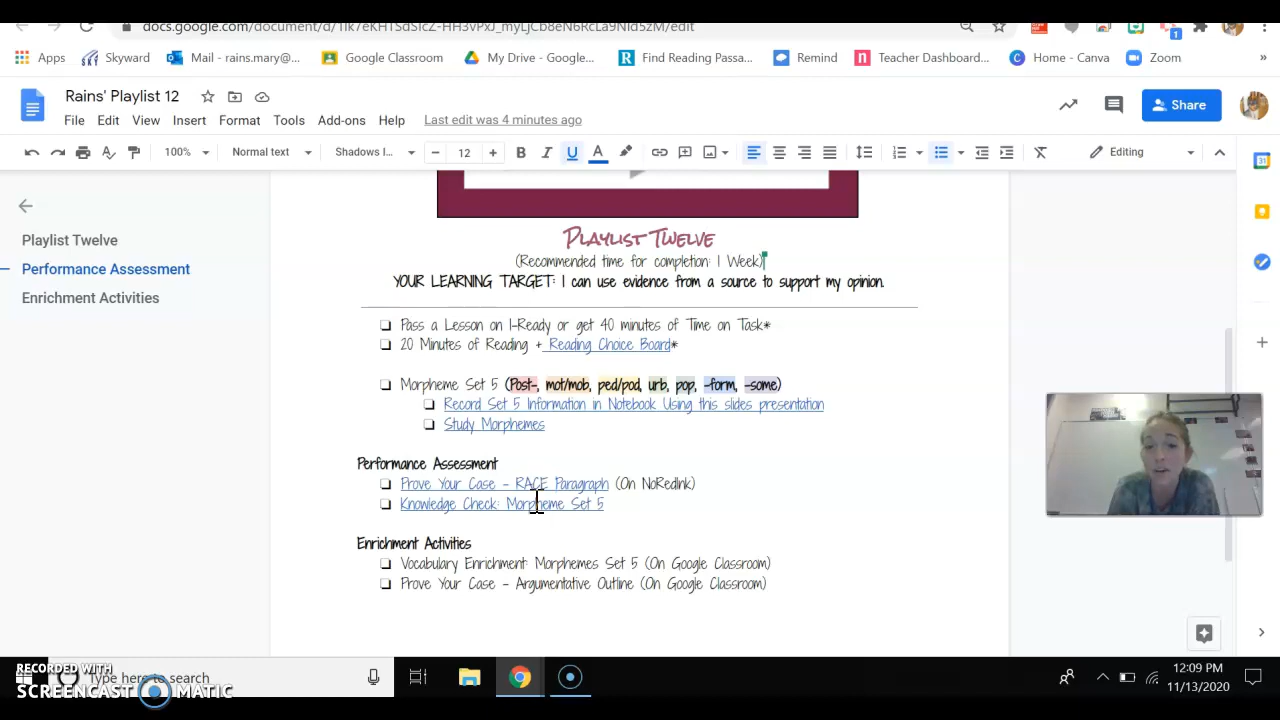 docs.google.com/document/d/
/edit
1
Apps
Skyward
Mail - rains.mary@...
Google Classroom
My Drive - Google...
Find Reading Passa...
Remind
Teacher Dashboard...
Home - Canva
Zoom
»
Rains' Playlist 12
File Edit View Insert Format Tools Add-ons Help Last edit was 4 minutes ago
Share
100% Normal text Shadows I... 12 Editing
Playlist Twelve
Performance Assessment
Enrichment Activities
Playlist Twelve
(Recommended time for completion: 1 Week)
YOUR LEARNING TARGET: I can use evidence from a source to support my opinion.
Pass a Lesson on I-Ready or get 40 minutes of Time on Task*
20 Minutes of Reading + Reading Choice Board*
Morpheme Set 5 (Post-, mot/mob, ped/pod, urb, pop, -form, -some)
Record Set 5 Information in Notebook Using this slides presentation
Study Morphemes
Performance Assessment
Prove Your Case - RACE Paragraph (On NoRedInk)
Knowledge Check: Morpheme Set 5
Enrichment Activities
Vocabulary Enrichment: Morphemes Set 5 (On Google Classroom)
Prove Your Case - Argumentative Outline (On Google Classroom)
31
RECORDED WITH
SCREENCAST MATIC
Type here to search
12:09 PM
11/13/2020